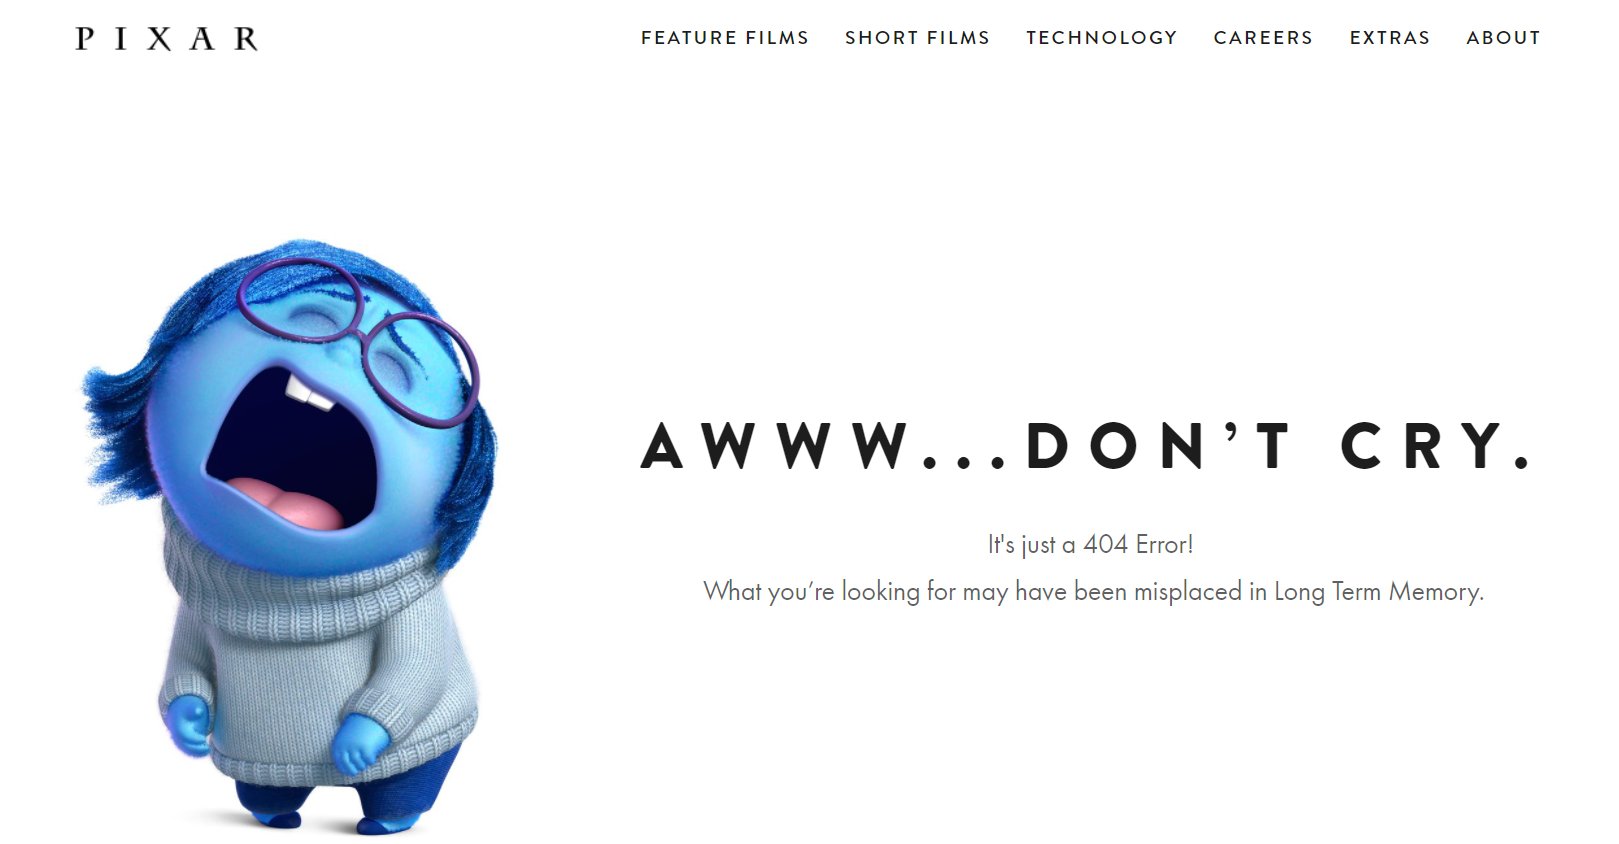 PIXAR
FEATURE FILMS SHORT FILMS TECHNOLOGY CAREERS EXTRAS ABOUT
AWWW...DON’T CRY.
It's just a 404 Error!
What you’re looking for may have been misplaced in Long Term Memory.